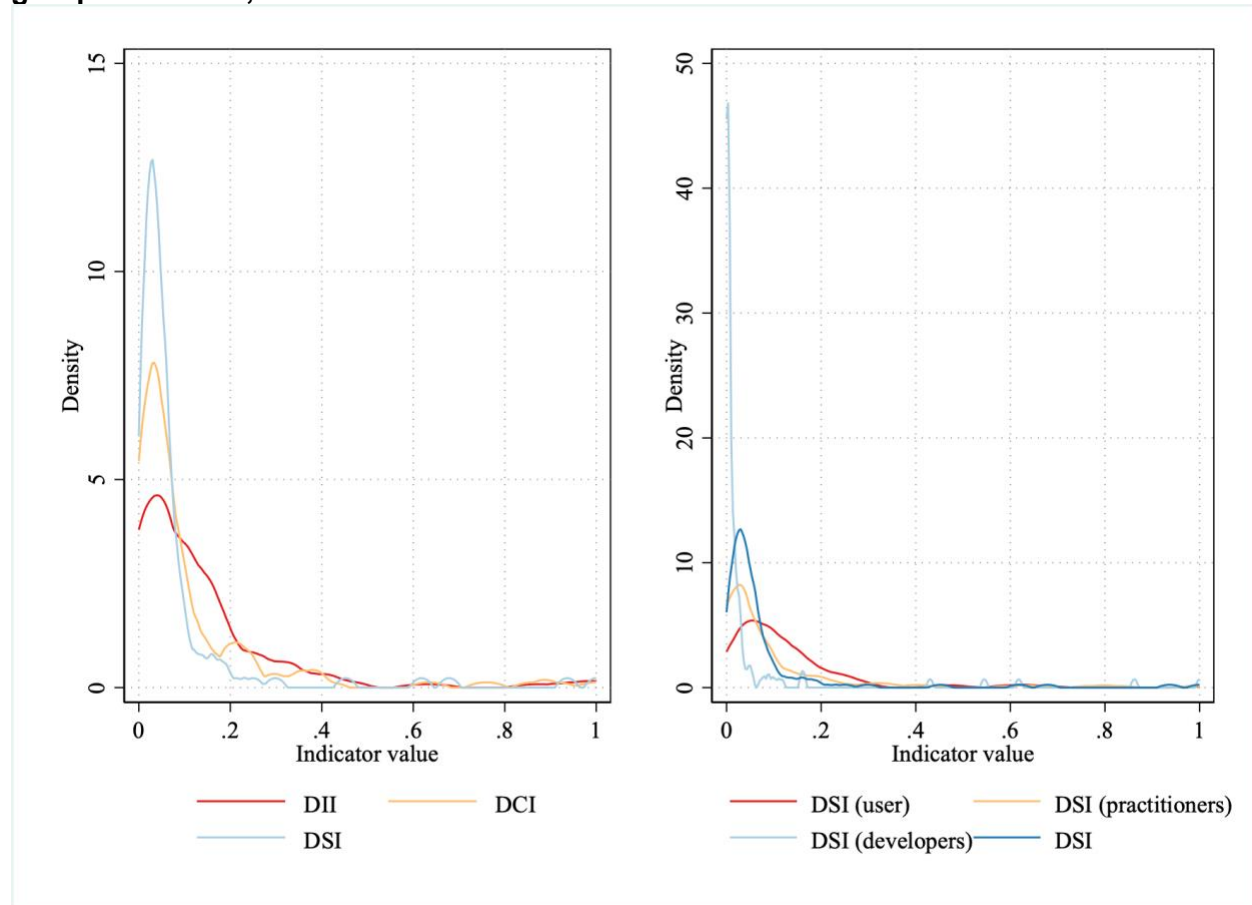 15
10
5
0
Density
0
.2
.4
.6
.8
1
Indicator value
DII
DCI
DSI
50
40
30
20
10
0
Density
0
.2
.4
.6
.8
1
Indicator value
DSI (user)
DSI (practitioners)
DSI (developers)
DSI